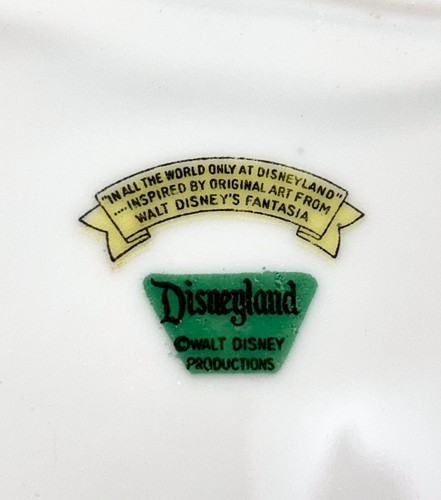 "IN ALL THE WORLD ONLY AT DISNEYLAND"
....INSPIRED BY ORIGINAL ART FROM
WALT DISNEY'S FANTASIA
Disneyland
©WALT DISNEY
PRODUCTIONS